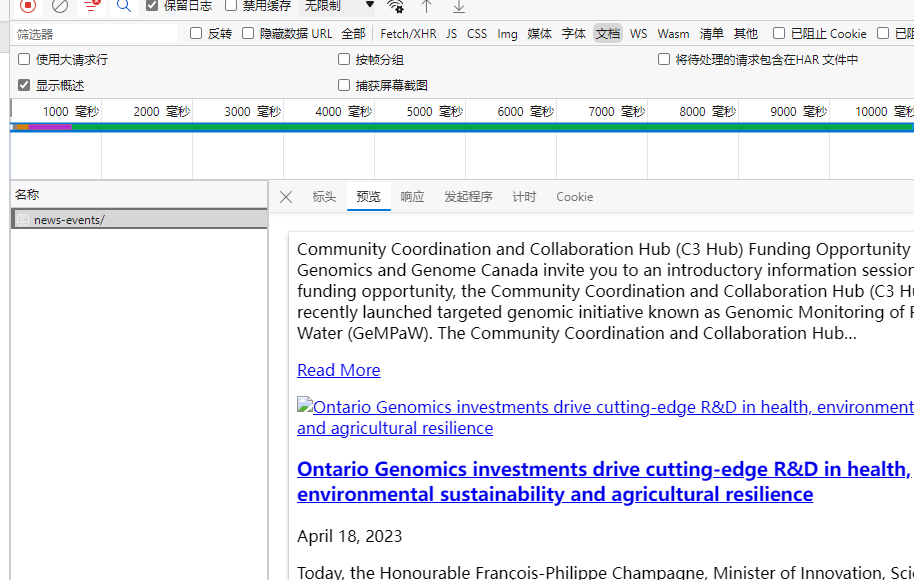 保留日志 禁用缓存 无限制
筛选器 反转 隐藏数据 URL 全部 Fetch/XHR JS CSS Img 媒体 字体 文档 WS Wasm 清单 其他 已阻止 Cookie 已阻
使用大请求行 按帧分组 将待处理的请求包含在HAR 文件中
显示概述 捕获屏幕截图
1000 毫秒 2000 毫秒 3000 毫秒 4000 毫秒 5000 毫秒 6000 毫秒 7000 毫秒 8000 毫秒 9000 毫秒 10000 毫秒
名称 标头 预览 响应 发起程序 计时 Cookie
news-events/
Community Coordination and Collaboration Hub (C3 Hub) Funding Opportunity
Genomics and Genome Canada invite you to an introductory information session
funding opportunity, the Community Coordination and Collaboration Hub (C3 Hu
recently launched targeted genomic initiative known as Genomic Monitoring of
Water (GeMPaW). The Community Coordination and Collaboration Hub...
Read More
Ontario Genomics investments drive cutting-edge R&D in health, environment
and agricultural resilience
Ontario Genomics investments drive cutting-edge R&D in health,
environmental sustainability and agricultural resilience
April 18, 2023
Today, the Honourable François-Philippe Champagne, Minister of Innovation, Scie